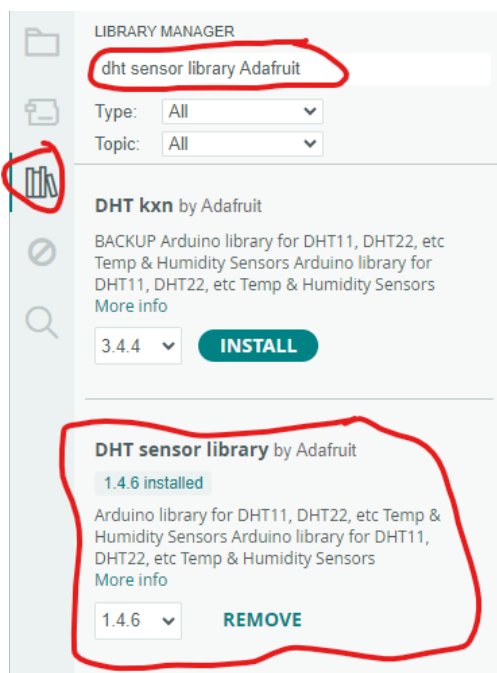 LIBRARY MANAGER
dht sensor library Adafruit
Type: All
Topic: All
DHT kxn by Adafruit
BACKUP Arduino library for DHT11, DHT22, etc
Temp & Humidity Sensors Arduino library for
DHT11, DHT22, etc Temp & Humidity Sensors
More info
3.4.4 INSTALL
DHT sensor library by Adafruit
1.4.6 installed
Arduino library for DHT11, DHT22, etc Temp &
Humidity Sensors Arduino library for DHT11,
DHT22, etc Temp & Humidity Sensors
More info
1.4.6 REMOVE